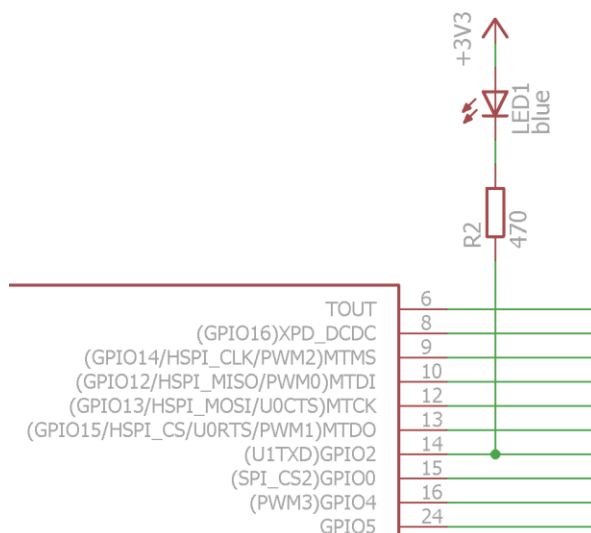 +3V3
LED1
blue
R2
470
TOUT 6
(GPIO16)XPD_DCDC 8
(GPIO14/HSPI_CLK/PWM2)MTMS 9
(GPIO12/HSPI_MISO/PWM0)MTDI 10
(GPIO13/HSPI_MOSI/U0CTS)MTCK 12
(GPIO15/HSPI_CS/U0RTS/PWM1)MTDO 13
(U1TXD)GPIO2 14
(SPI_CS2)GPIO0 15
(PWM3)GPIO4 16
GPIO5 24